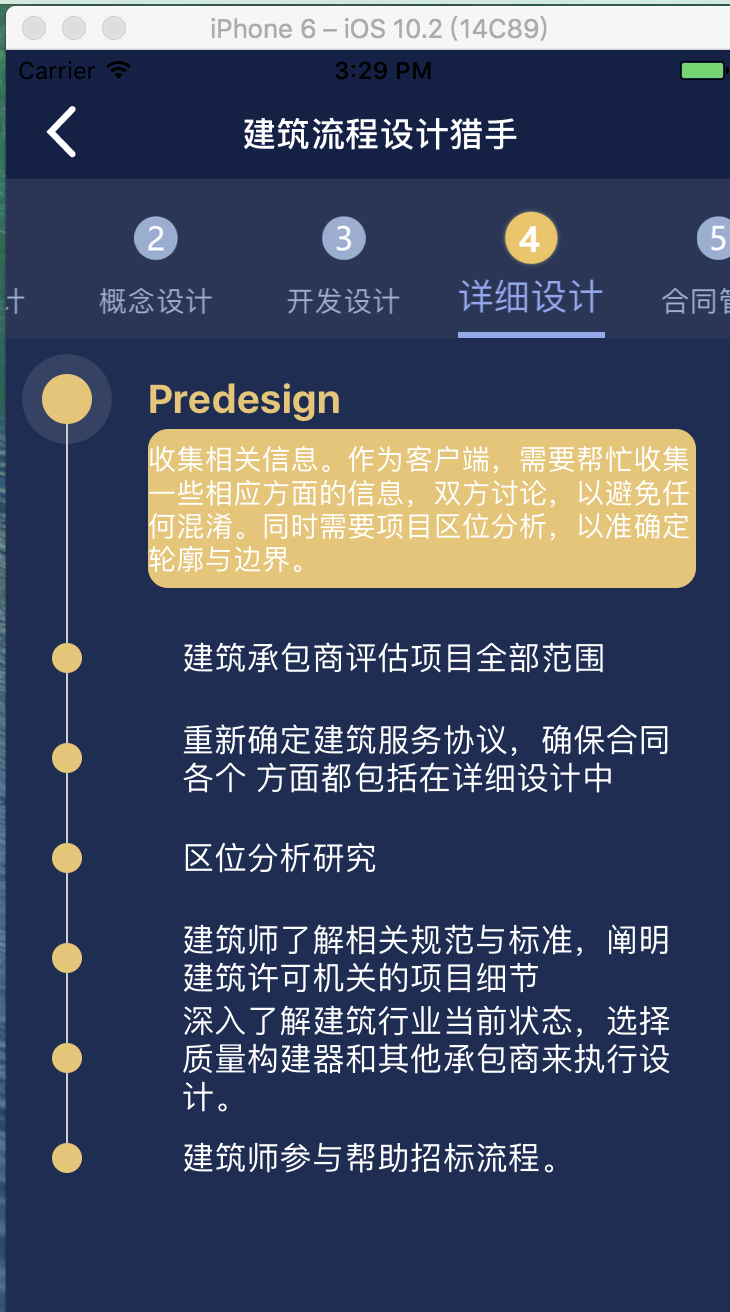 iPhone 6 – iOS 10.2 (14C89)
Carrier 3:29 PM
建筑流程设计猎手
2 3 4 5
计 概念设计 开发设计 详细设计 合同管
Predesign
收集相关信息。作为客户端，需要帮忙收集
一些相应方面的信息，双方讨论，以避免任
何混淆。同时需要项目区位分析，以准确定
轮廓与边界。
建筑承包商评估项目全部范围
重新确定建筑服务协议，确保合同
各个 方面都包括在详细设计中
区位分析研究
建筑师了解相关规范与标准，阐明
建筑许可机关的项目细节
深入了解建筑行业当前状态，选择
质量构建器和其他承包商来执行设
计。
建筑师参与帮助招标流程。